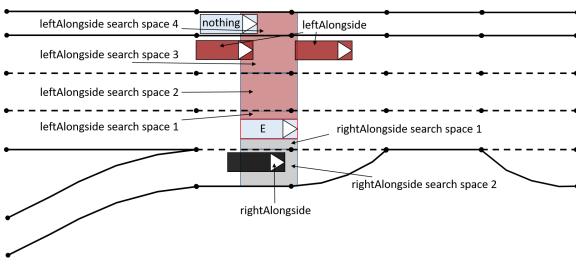 leftAlongside search space 4
nothing
leftAlongside
leftAlongside search space 3
leftAlongside search space 2
leftAlongside search space 1
E
rightAlongside search space 1
rightAlongside search space 2
rightAlongside